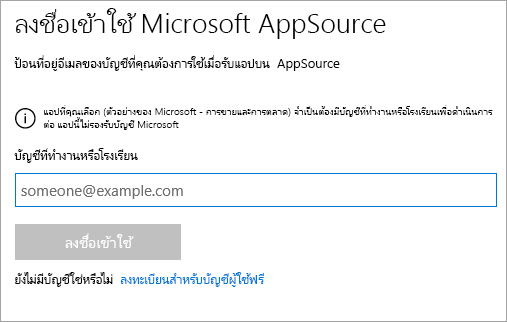 ลงชื่อเข้าใช้ Microsoft AppSource
ป้อนที่อยู่อีเมลของบัญชีที่คุณต้องการใช้เมื่อรับแอปบน AppSource
แอปที่คุณเลือก (ตัวอย่างของ Microsoft - การขายและการตลาด) จำเป็นต้องมีบัญชีที่ทำงานหรือโรงเรียนเพื่อดำเนินการ
ต่อ แอปนี้ไม่รองรับบัญชี Microsoft
บัญชีที่ทำงานหรือโรงเรียน
someone@example.com
ลงชื่อเข้าใช้
ยังไม่มีบัญชีใช่หรือไม่ ลงทะเบียนสำหรับบัญชีผู้ใช้ฟรี